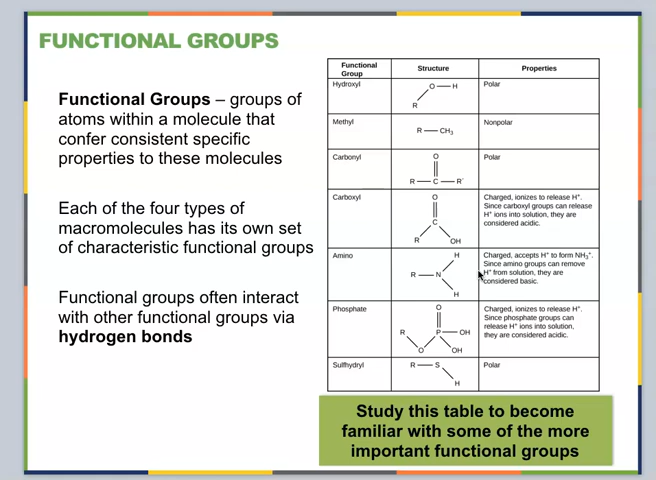 FUNCTIONAL GROUPS
Functional Groups – groups of
atoms within a molecule that
confer consistent specific
properties to these molecules
Each of the four types of
macromolecules has its own set
of characteristic functional groups
Functional groups often interact
with other functional groups via
hydrogen bonds
Functional
Group
Structure
Properties
Hydroxyl
O
H
R
Polar
Methyl
R
CH₃
Nonpolar
Carbonyl
O
R
C
R'
Polar
Carboxyl
O
C
R
OH
Charged, ionizes to release H⁺.
Since carboxyl groups can release
H⁺ ions into solution, they are
considered acidic.
Amino
H
R
N
H
Charged, accepts H⁺ to form NH₃⁺.
Since amino groups can remove
H⁺ from solution, they are
considered basic.
Phosphate
O
R
P
OH
O
OH
Charged, ionizes to release H⁺.
Since phosphate groups can
release H⁺ ions into solution,
they are considered acidic.
Sulfhydryl
R
S
H
Polar
Study this table to become
familiar with some of the more
important functional groups